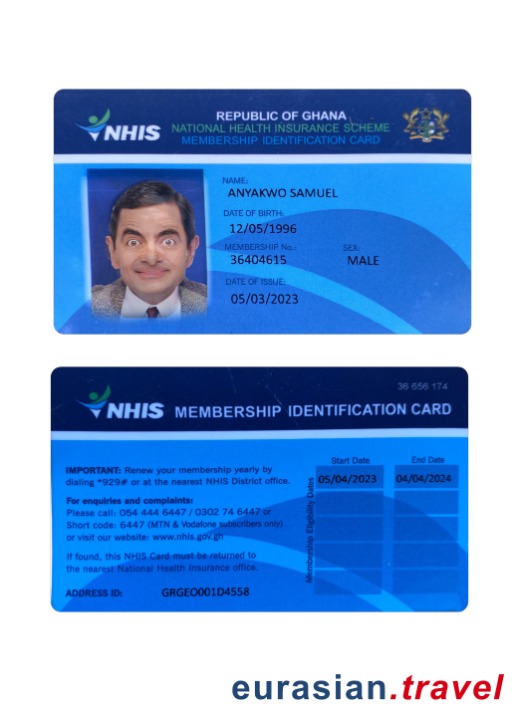 NHIS
REPUBLIC OF GHANA
NATIONAL HEALTH INSURANCE SCHEME
MEMBERSHIP IDENTIFICATION CARD
NAME:
ANYAKWO SAMUEL
DATE OF BIRTH:
12/05/1996
MEMBERSHIP No.: SEX:
36404615 MALE
DATE OF ISSUE:
05/03/2023
36 656 174
NHIS MEMBERSHIP IDENTIFICATION CARD
IMPORTANT: Renew your membership yearly by
dialing *929# or at the nearest NHIS District office.
For enquiries and complaints:
Please call: 054 444 6447 / 0302 74 6447 or
Short code: 6447 (MTN & Vodafone subscribers only)
or visit our website: www.nhis.gov.gh
If found, this NHIS Card must be returned to
the nearest National Health Insurance office.
ADDRESS ID: GRGEO001D4558
Membership Eligibility Dates
Start Date End Date
05/04/2023 04/04/2024
eurasian.travel